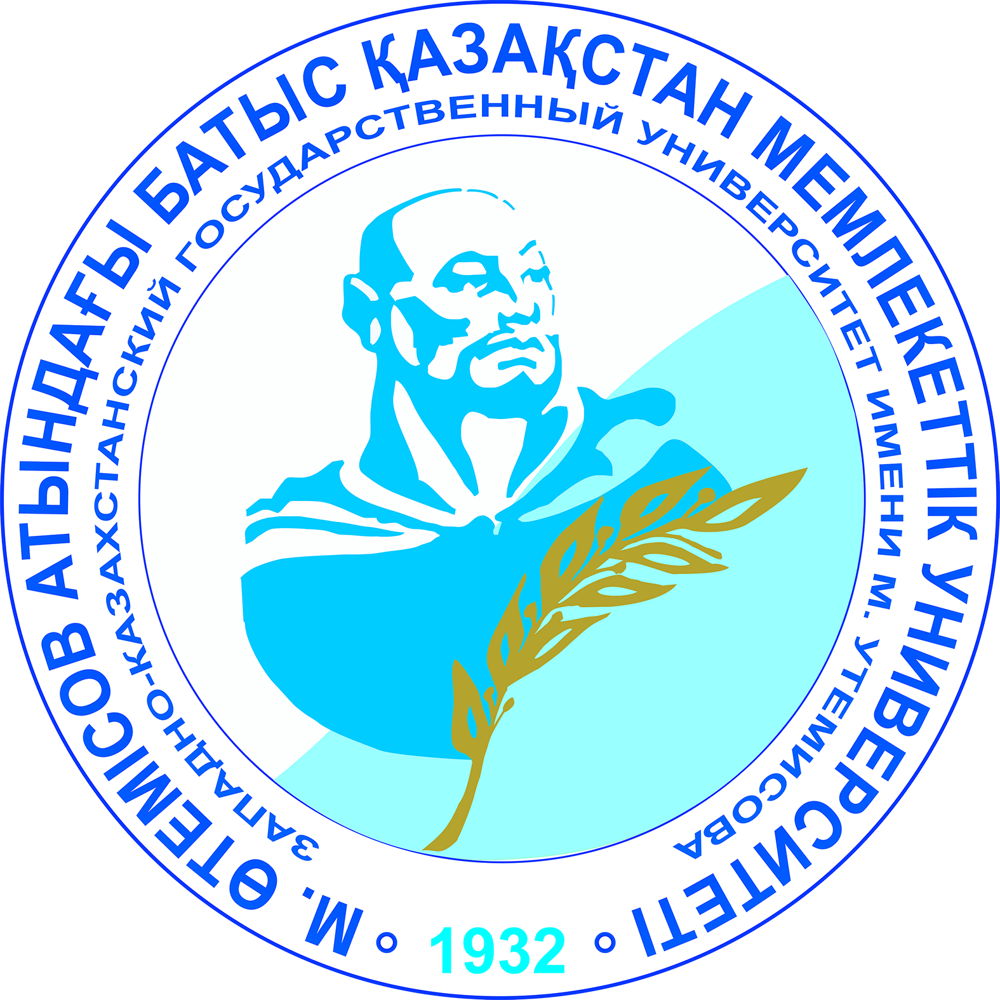 М. ӨТЕМІСОВ АТЫНДАҒЫ БАТЫС ҚАЗАҚСТАН МЕМЛЕКЕТТІК УНИВЕРСИТЕТІ
ЗАПАДНО-КАЗАХСТАНСКИЙ ГОСУДАРСТВЕННЫЙ УНИВЕРСИТЕТ ИМЕНИ М. УТЕМИСОВА
1932